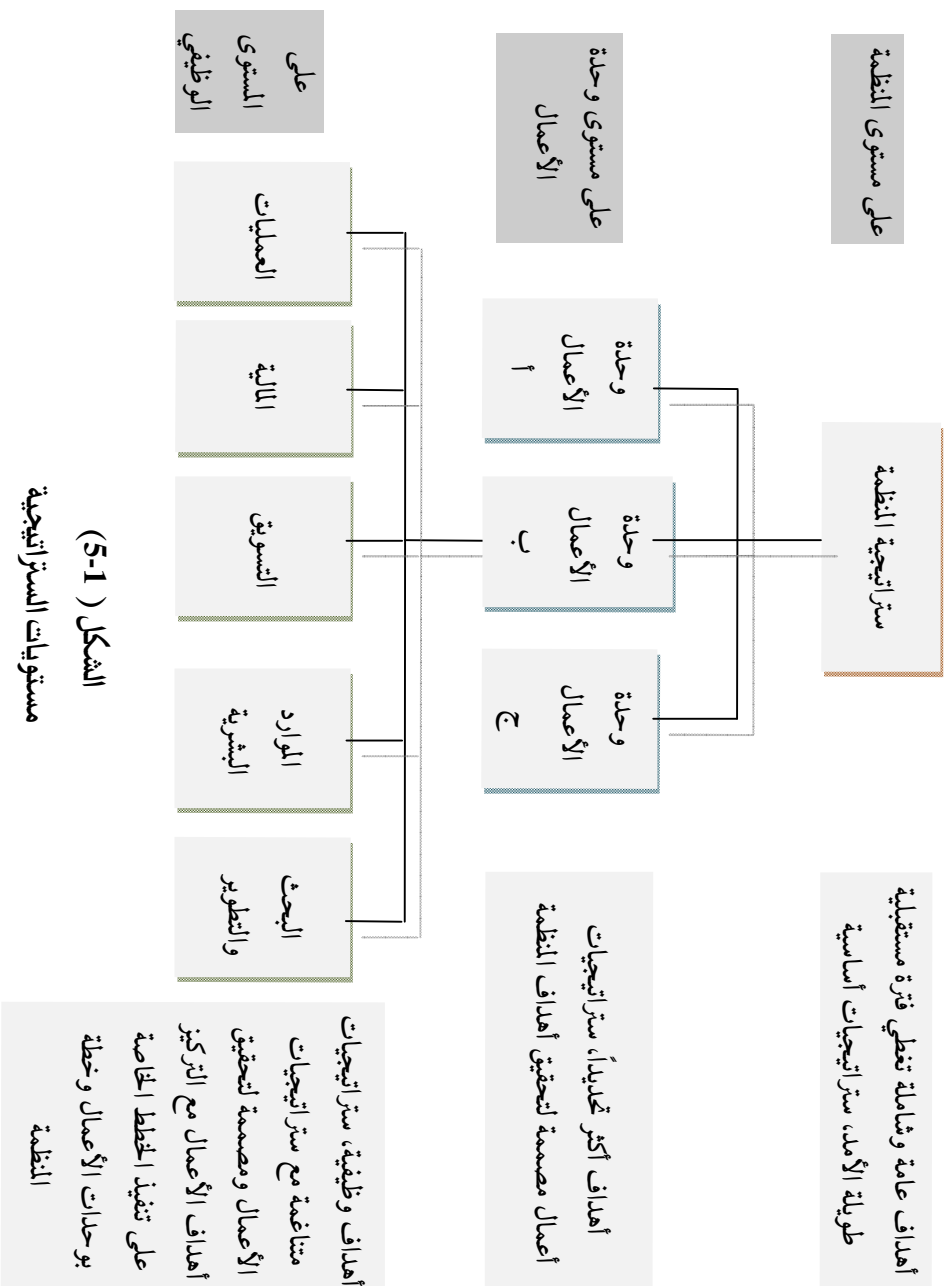 على مستوى المنظمة
ستراتيجية المنظمة
أهداف عامة وشاملة تغطي فترة مستقبلية
طويلة الأمد، ستراتيجيات أساسية
على مستوى وحدة
الأعمال
وحدة
الأعمال
أ
وحدة
الأعمال
ب
وحدة
الأعمال
ج
أهداف أكثر تحديداً، ستراتيجيات
أعمال مصممة لتحقيق أهداف المنظمة
على
المستوى
الوظيفي
العمليات
المالية
التسويق
الموارد
البشرية
البحث
والتطوير
أهداف وظيفية، ستراتيجيات
متناغمة مع ستراتيجيات
الأعمال ومصممة لتحقيق
أهداف الأعمال مع التركيز
على تنفيذ الخطط الخاصة
بوحدات الأعمال وخطة
المنظمة
الشكل ( 1-5)
مستويات الستراتيجية